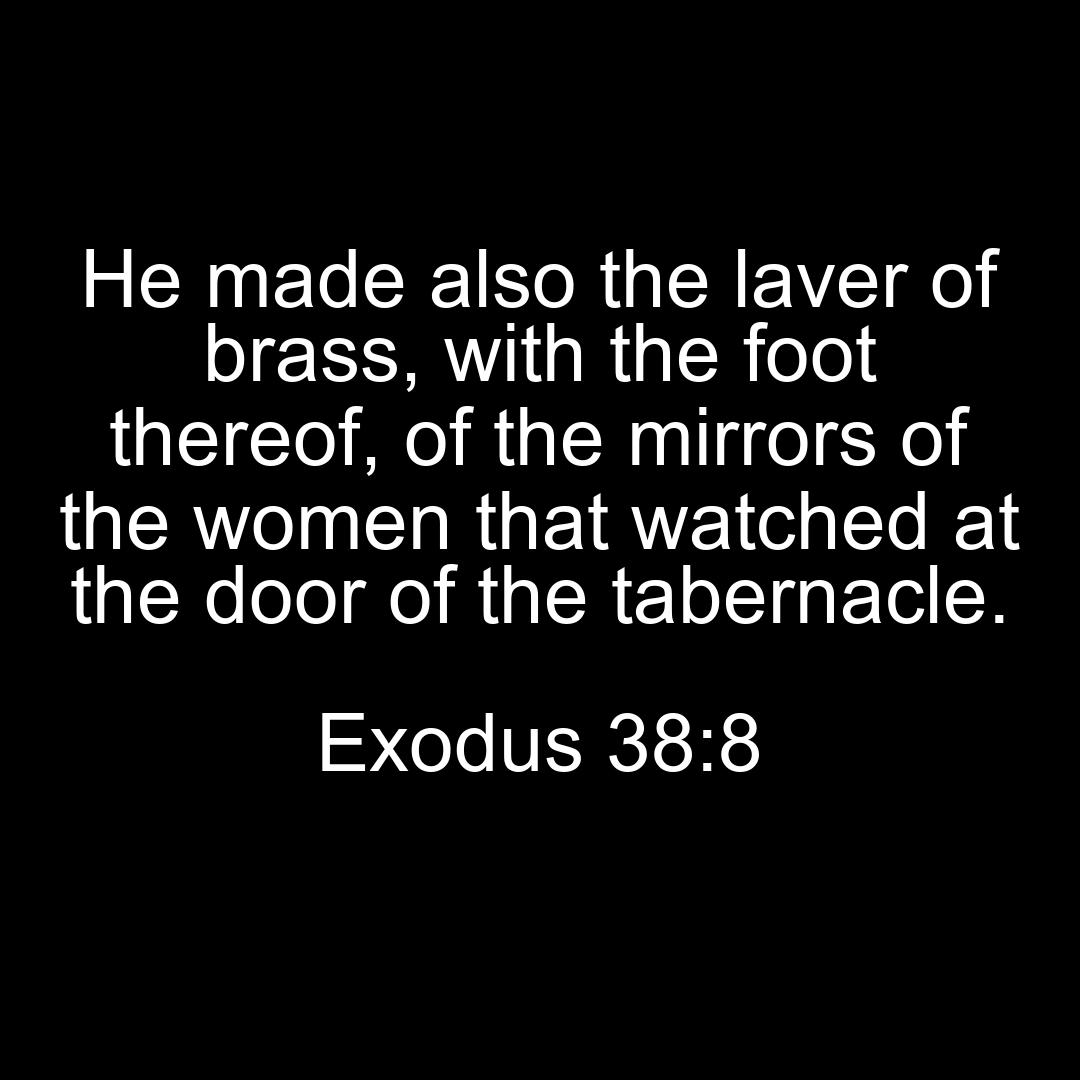 He made also the laver of
brass, with the foot
thereof, of the mirrors of
the women that watched at
the door of the tabernacle.
Exodus 38:8